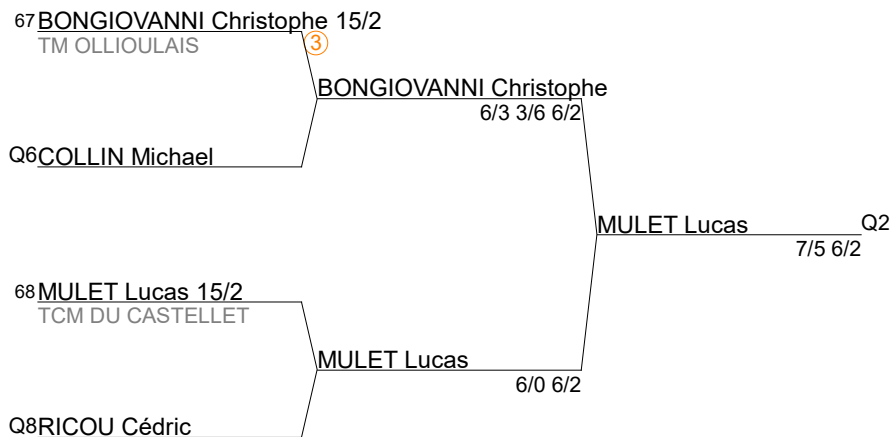 67 BONGIOVANNI Christophe 15/2
TM OLLIOULAIS
3
BONGIOVANNI Christophe
6/3 3/6 6/2
Q6 COLLIN Michael
MULET Lucas Q2
7/5 6/2
68 MULET Lucas 15/2
TCM DU CASTELLET
MULET Lucas
6/0 6/2
Q8 RICOU Cédric